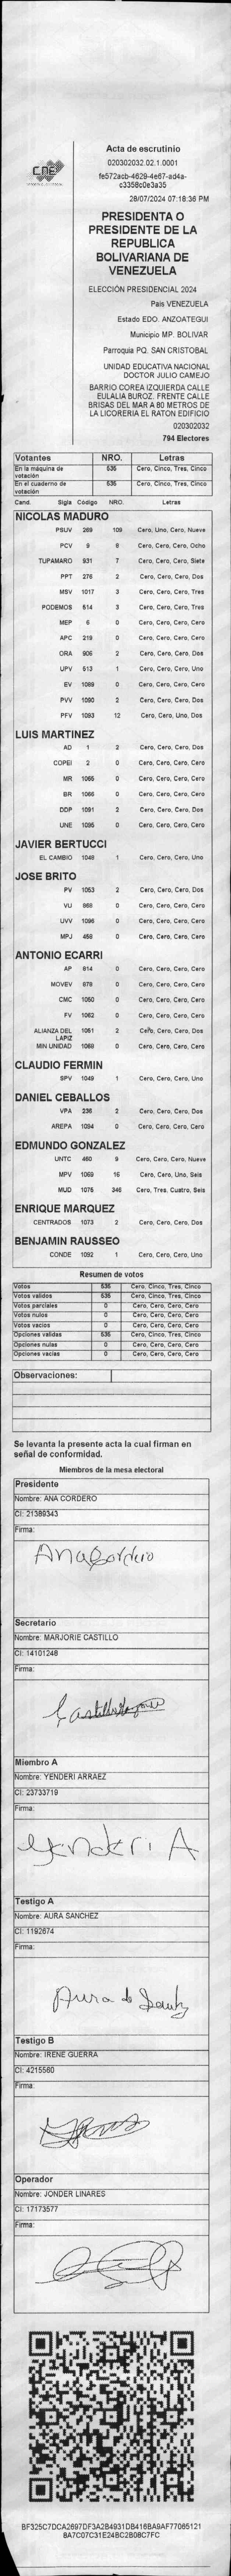 CNE
Acta de escrutinio
020302032.02.1.0001
fe572acb-4629-4e67-ad4a-
c3358c0e3a35
28/07/2024 07:18:36 PM
PRESIDENTA O
PRESIDENTE DE LA
REPUBLICA
BOLIVARIANA DE
VENEZUELA
ELECCIÓN PRESIDENCIAL 2024
País VENEZUELA
Estado EDO. ANZOATEGUI
Municipio MP. BOLIVAR
Parroquia PQ. SAN CRISTOBAL
UNIDAD EDUCATIVA NACIONAL
DOCTOR JULIO CAMEJO
BARRIO COREA IZQUIERDA CALLE
EULALIA BUROZ. FRENTE CALLE
BRISAS DEL MAR A 80 METROS DE
LA LICORERIA EL RATON EDIFICIO
020302032
794 Electores
Votantes NRO. Letras
En la máquina de votación 535 Cero, Cinco, Tres, Cinco
En el cuaderno de votación 535 Cero, Cinco, Tres, Cinco
Cand. Sigla Código NRO. Letras
NICOLAS MADURO
PSUV 269 109 Cero, Uno, Cero, Nueve
PCV 9 8 Cero, Cero, Cero, Ocho
TUPAMARO 931 7 Cero, Cero, Cero, Siete
PPT 276 2 Cero, Cero, Cero, Dos
MSV 1017 3 Cero, Cero, Cero, Tres
PODEMOS 514 3 Cero, Cero, Cero, Tres
MEP 6 0 Cero, Cero, Cero, Cero
APC 219 0 Cero, Cero, Cero, Cero
ORA 906 2 Cero, Cero, Cero, Dos
UPV 513 1 Cero, Cero, Cero, Uno
EV 1089 0 Cero, Cero, Cero, Cero
PVV 1090 2 Cero, Cero, Cero, Dos
PFV 1093 12 Cero, Cero, Uno, Dos
LUIS MARTINEZ
AD 1 2 Cero, Cero, Cero, Dos
COPEI 2 0 Cero, Cero, Cero, Cero
MR 1055 0 Cero, Cero, Cero, Cero
BR 1066 0 Cero, Cero, Cero, Cero
DDP 1091 2 Cero, Cero, Cero, Dos
UNE 1095 0 Cero, Cero, Cero, Cero
JAVIER BERTUCCI
EL CAMBIO 1048 1 Cero, Cero, Cero, Uno
JOSE BRITO
PV 1053 2 Cero, Cero, Cero, Dos
VU 968 0 Cero, Cero, Cero, Cero
UVV 1096 0 Cero, Cero, Cero, Cero
MPJ 458 0 Cero, Cero, Cero, Cero
ANTONIO ECARRI
AP 814 0 Cero, Cero, Cero, Cero
MOVEV 879 0 Cero, Cero, Cero, Cero
CMC 1050 0 Cero, Cero, Cero, Cero
FV 1062 0 Cero, Cero, Cero, Cero
ALIANZA DEL LAPIZ 1051 2 Cero, Cero, Cero, Dos
MIN UNIDAD 1068 0 Cero, Cero, Cero, Cero
CLAUDIO FERMIN
SPV 1049 1 Cero, Cero, Cero, Uno
DANIEL CEBALLOS
VPA 236 2 Cero, Cero, Cero, Dos
AREPA 1094 0 Cero, Cero, Cero, Cero
EDMUNDO GONZALEZ
UNTC 460 9 Cero, Cero, Cero, Nueve
MPV 1069 16 Cero, Cero, Uno, Seis
MUD 1075 346 Cero, Tres, Cuatro, Seis
ENRIQUE MARQUEZ
CENTRADOS 1073 2 Cero, Cero, Cero, Dos
BENJAMIN RAUSSEO
CONDE 1092 1 Cero, Cero, Cero, Uno
Resumen de votos
Votos 535 Cero, Cinco, Tres, Cinco
Votos validos 535 Cero, Cinco, Tres, Cinco
Votos parciales 0 Cero, Cero, Cero, Cero
Votos nulos 0 Cero, Cero, Cero, Cero
Votos vacios 0 Cero, Cero, Cero, Cero
Opciones validas 535 Cero, Cinco, Tres, Cinco
Opciones nulas 0 Cero, Cero, Cero, Cero
Opciones vacias 0 Cero, Cero, Cero, Cero
Observaciones:
Se levanta la presente acta la cual firman en
señal de conformidad.
Miembros de la mesa electoral
Presidente
Nombre: ANA CORDERO
CI: 21389343
Firma:
Ana Cordero
Secretario
Nombre: MARJORIE CASTILLO
CI: 14101248
Firma:
Miembro A
Nombre: YENDERI ARRAEZ
CI: 23733719
Firma:
Yenderi A
Testigo A
Nombre: AURA SANCHEZ
CI: 1192674
Firma:
Aura de
Testigo B
Nombre: IRENE GUERRA
CI: 4215560
Firma:
Operador
Nombre: JONDER LINARES
CI: 17173577
Firma:
BF325C7DCA2697DF3A2B4931DB416BA9AF77065121
8A7C07C31E24BC2B08C7FC